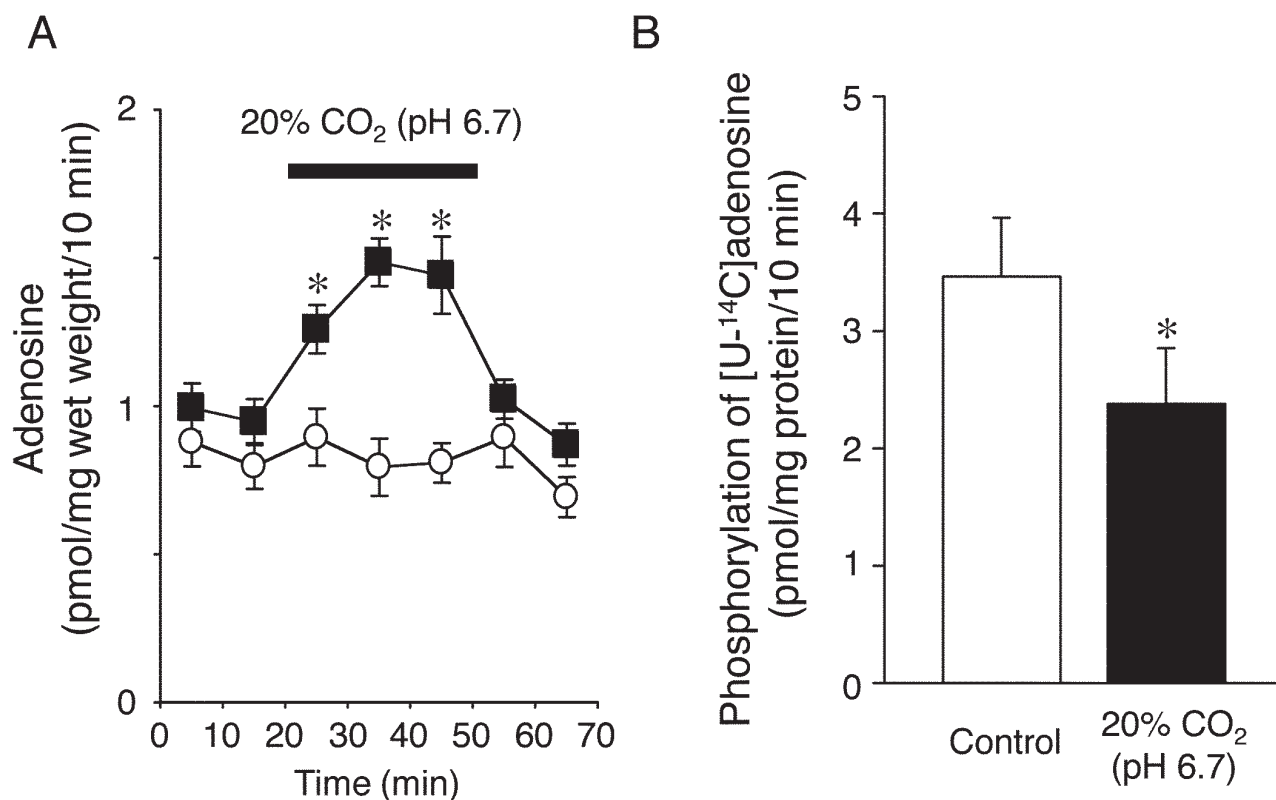 A
2
1
0
Adenosine
(pmol/mg wet weight/10 min)
20% CO₂ (pH 6.7)
*
*
*
0 10 20 30 40 50 60 70
Time (min)
B
Phosphorylation of [U-¹⁴C]adenosine
(pmol/mg protein/10 min)
5
4
3
2
1
0
*
Control
20% CO₂
(pH 6.7)